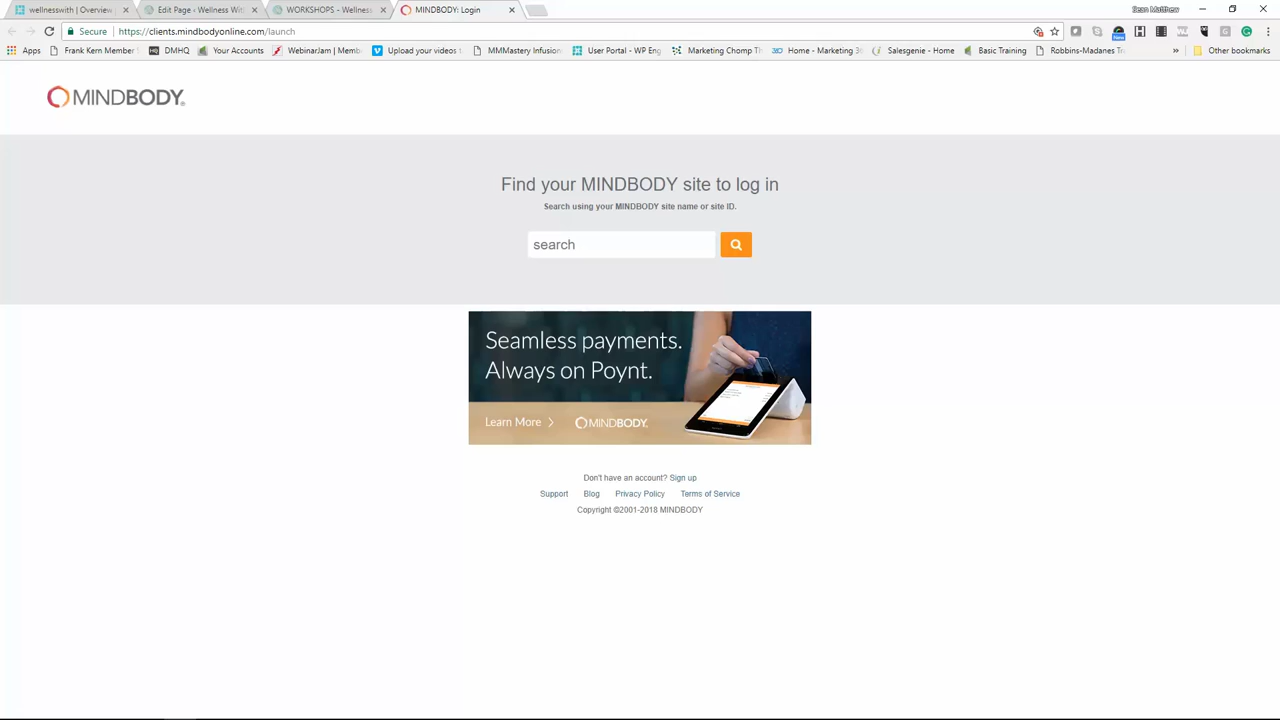 wellnesswith | Overview
Edit Page ‹ Wellness Wit
WORKSHOPS - Wellness
MINDBODY: Login
Sean Matthew
Secure
https://clients.mindbodyonline.com/launch
Apps
Frank Kern Member
DMHQ
Your Accounts
WebinarJam | Memb
Upload your videos t
MMMastery Infusion
User Portal - WP Eng
Marketing Chomp Th
Home - Marketing 36
Salesgenie - Home
Basic Training
Robbins-Madanes Tr
»
Other bookmarks
MINDBODY
Find your MINDBODY site to log in
Search using your MINDBODY site name or site ID.
search
Seamless payments.
Always on Poynt.
Learn More >
MINDBODY.
Don't have an account? Sign up
Support Blog Privacy Policy Terms of Service
Copyright ©2001-2018 MINDBODY